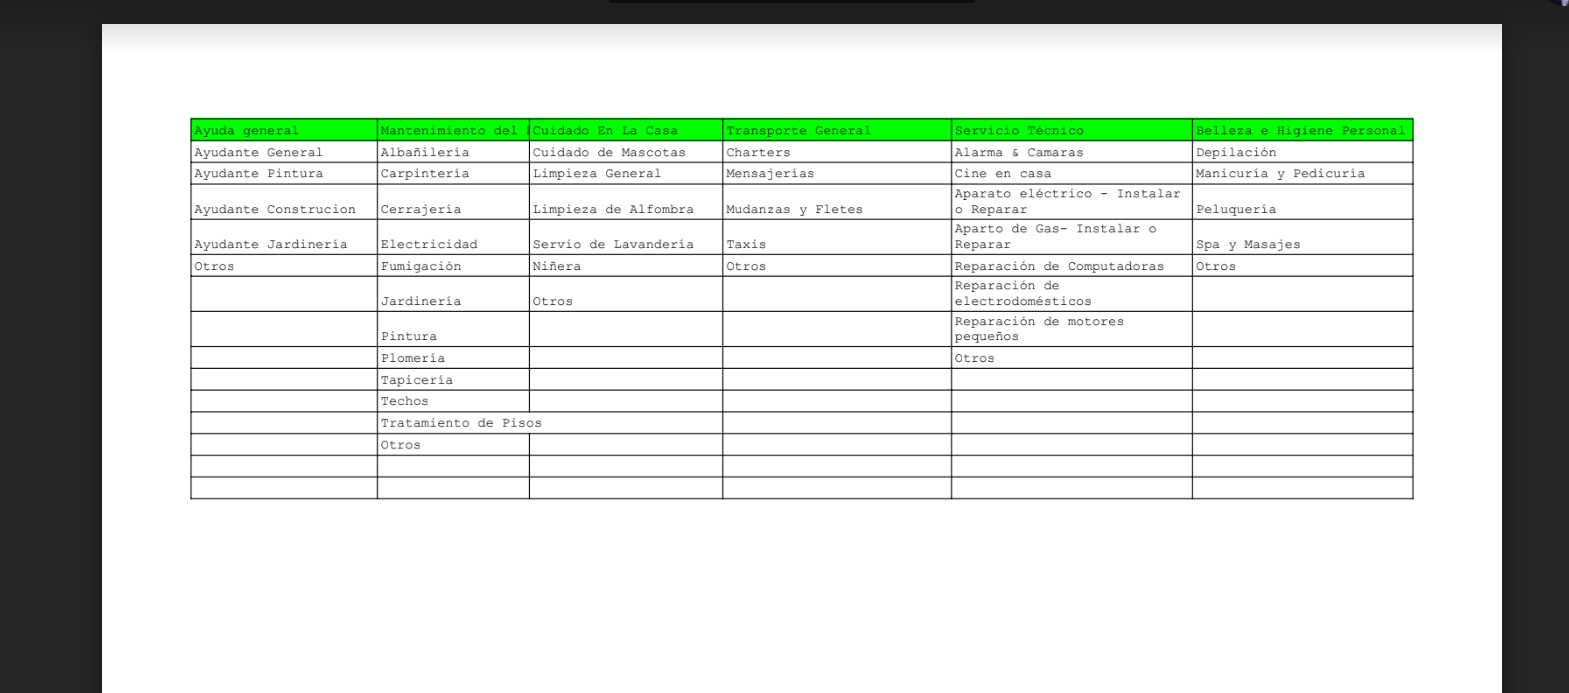 Ayuda general Mantenimiento del Cuidado En La Casa Transporte General Servicio Técnico Belleza e Higiene Personal
Ayudante General Albañilería Cuidado de Mascotas Charters Alarma & Camaras Depilación
Ayudante Pintura Carpintería Limpieza General Mensajerías Cine en casa Manicuría y Pedicuría
Aparato eléctrico - Instalar
Ayudante Construcion Cerrajería Limpieza de Alfombra Mudanzas y Fletes o Reparar Peluquería
Aparto de Gas- Instalar o
Ayudante Jardinería Electricidad Servio de Lavandería Taxis Reparar Spa y Masajes
Otros Fumigación Niñera Otros Reparación de Computadoras Otros
Reparación de
Jardinería Otros electrodomésticos
Reparación de motores
Pintura pequeños
Plomería Otros
Tapicería
Techos
Tratamiento de Pisos
Otros